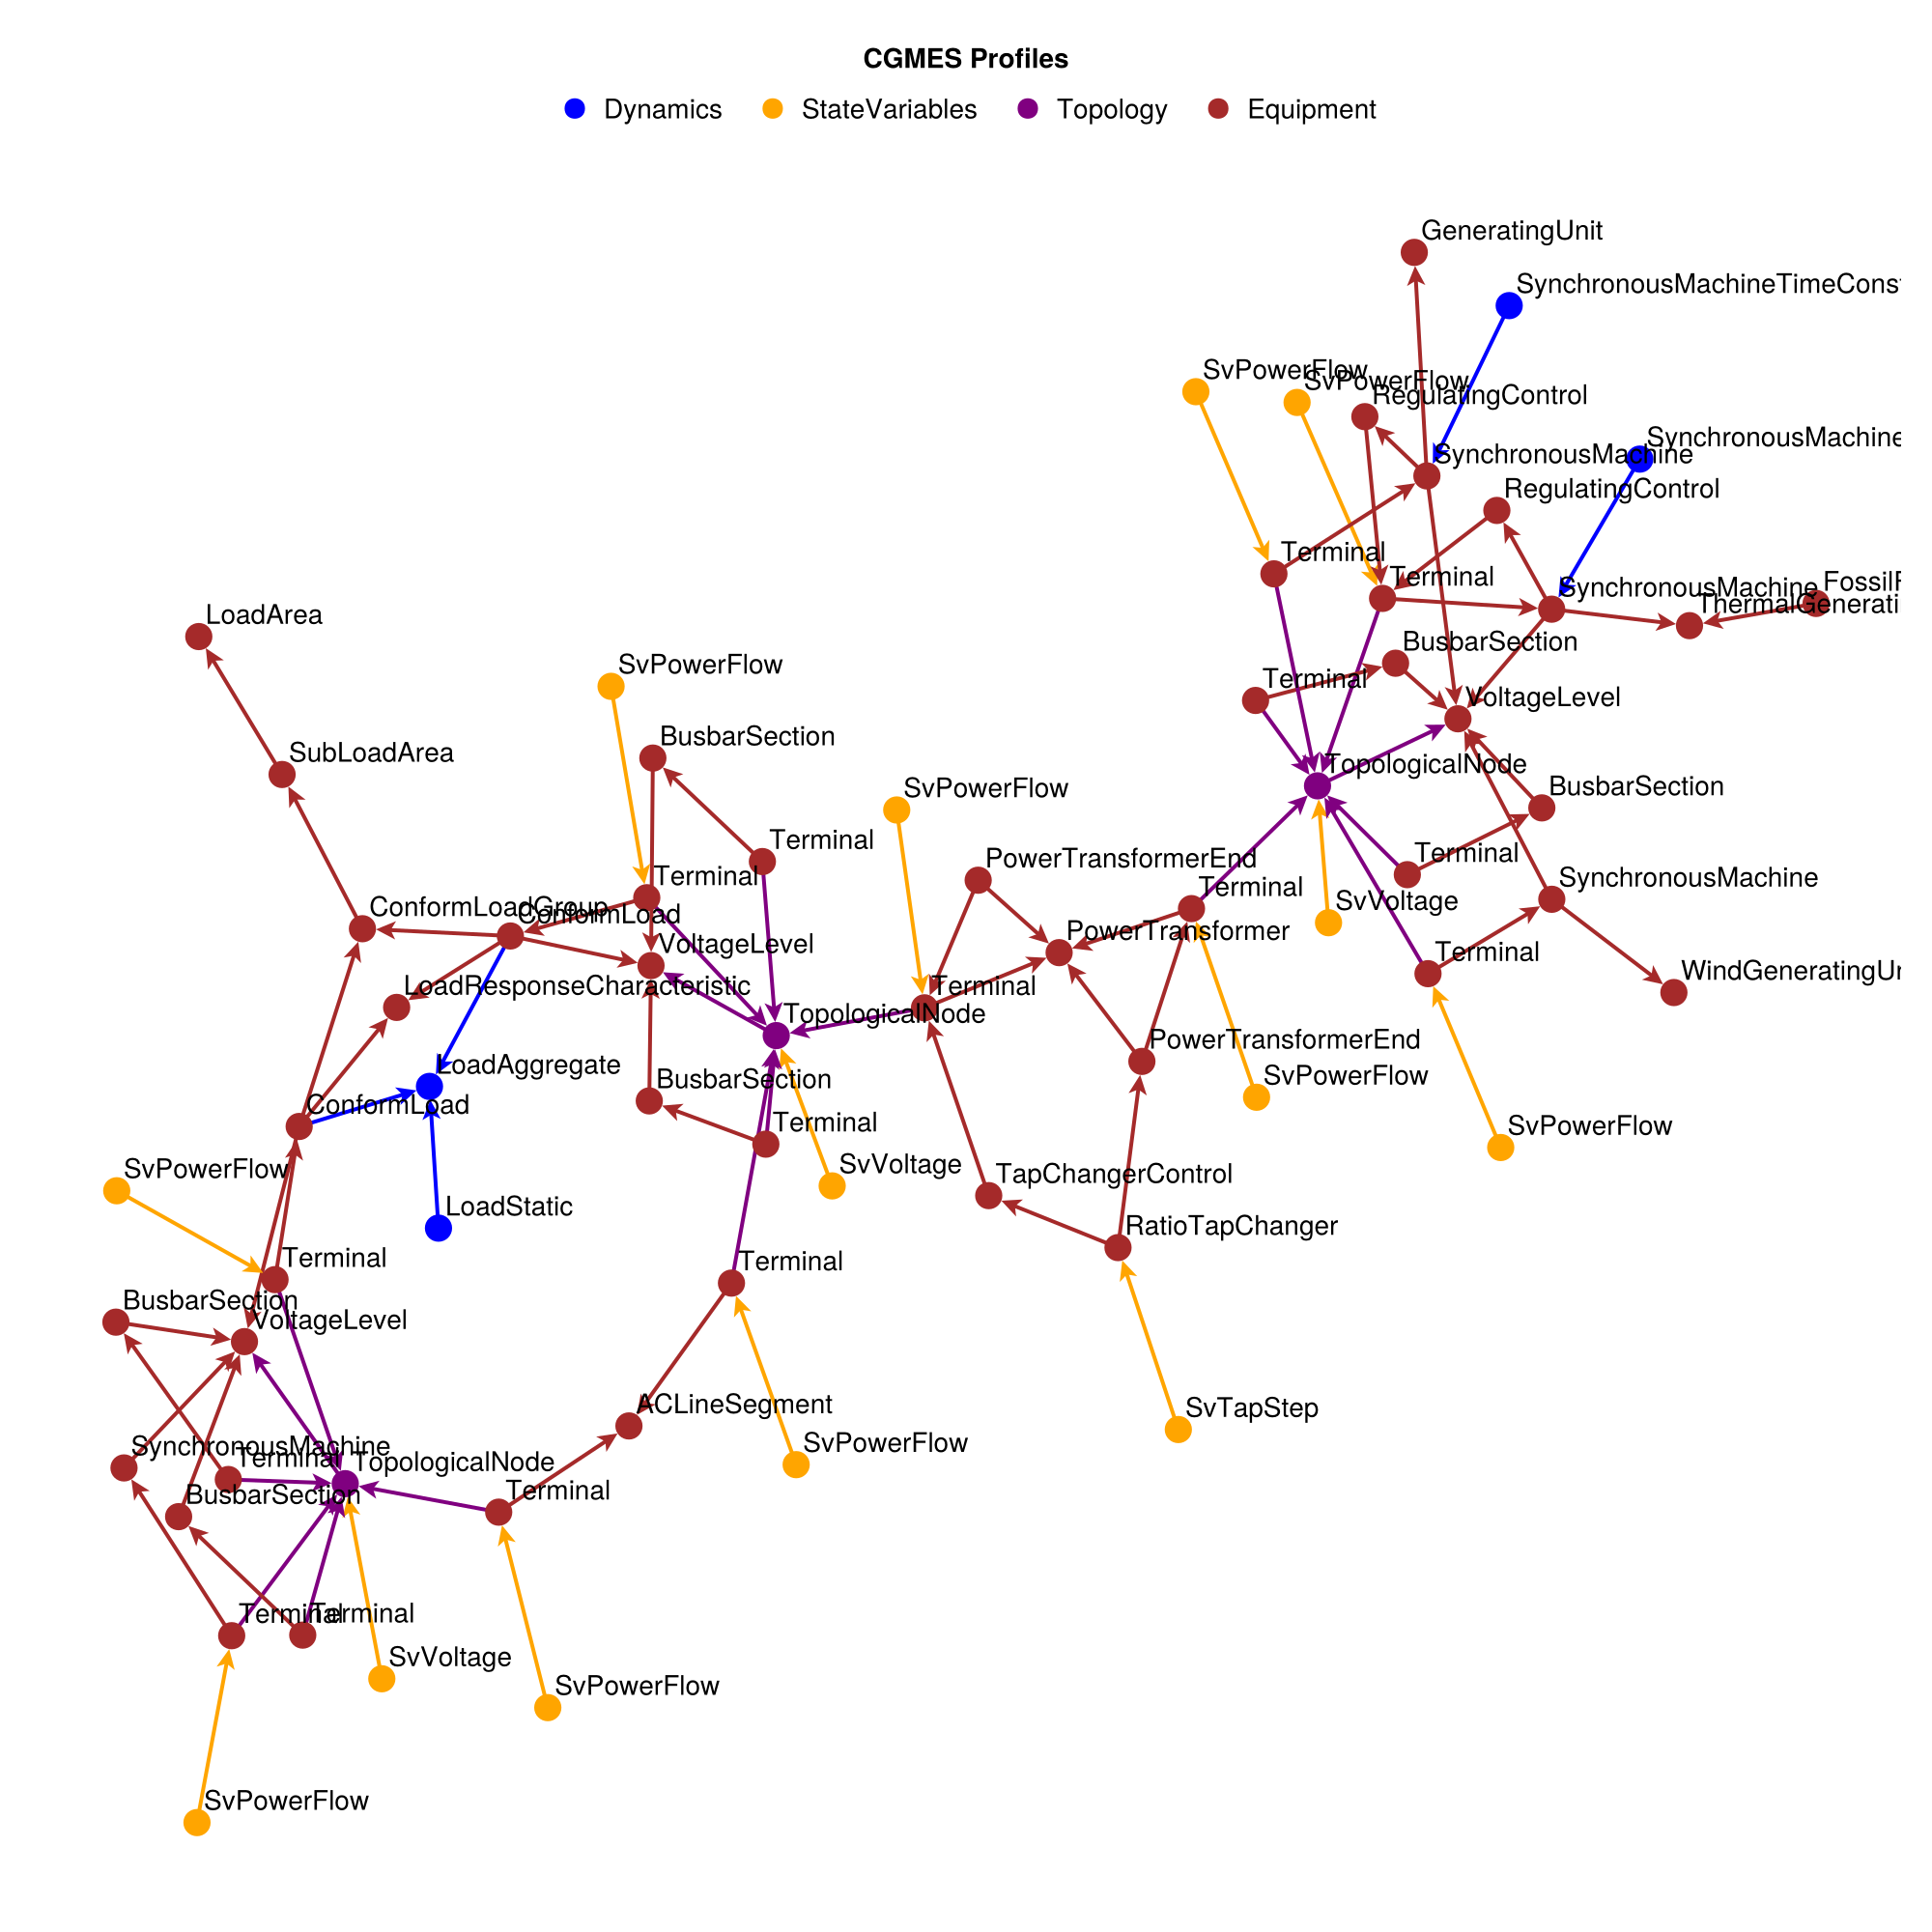 CGMES Profiles
Dynamics StateVariables Topology Equipment
GeneratingUnit
SynchronousMachineTimeCons
SvPowerFlow
SvPowerFlow
RegulatingControl
SynchronousMachine
SynchronousMachine
RegulatingControl
Terminal
Terminal
SynchronousMachine
FossilF
ThermalGenerati
LoadArea
BusbarSection
SvPowerFlow
Terminal
VoltageLevel
BusbarSection
SubLoadArea
TopologicalNode
SvPowerFlow
BusbarSection
Terminal
PowerTransformerEnd
Terminal
Terminal
SynchronousMachine
Terminal
SvVoltage
ConformLoadGroup
ConformLoad
PowerTransformer
VoltageLevel
Terminal
WindGeneratingUn
LoadResponseCharacteristic
Terminal
TopologicalNode
PowerTransformerEnd
LoadAggregate
SvPowerFlow
BusbarSection
ConformLoad
Terminal
SvPowerFlow
SvPowerFlow
SvVoltage
TapChangerControl
LoadStatic
RatioTapChanger
Terminal
Terminal
BusbarSection
VoltageLevel
ACLineSegment
SvTapStep
SvPowerFlow
SynchronousMachine
Terminal
TopologicalNode
Terminal
BusbarSection
Terminal
Terminal
SvVoltage
SvPowerFlow
SvPowerFlow